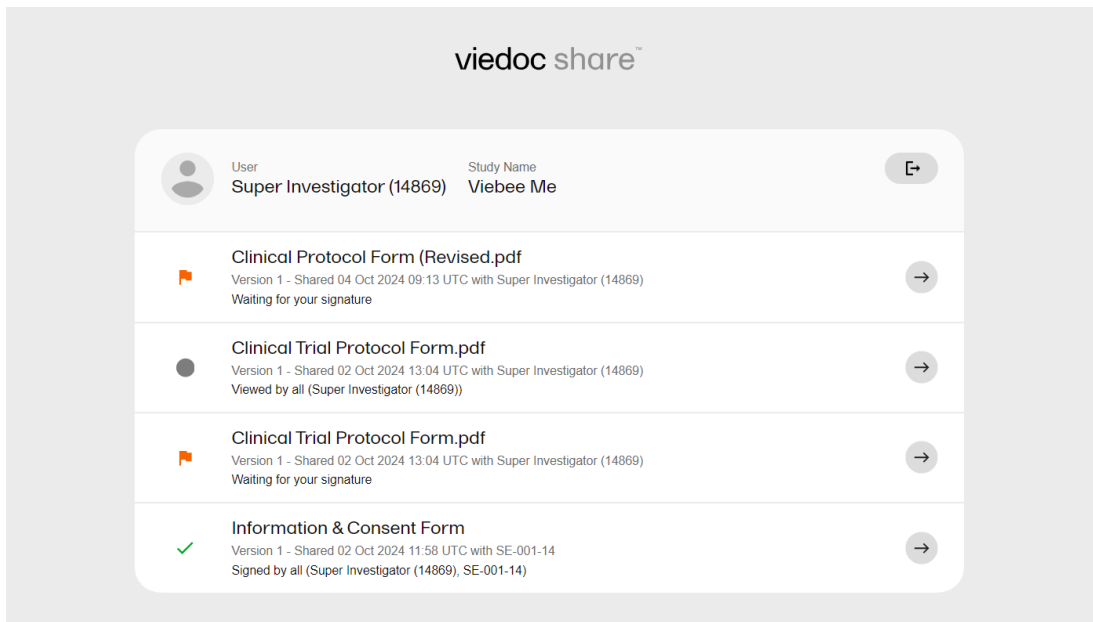 viedoc share™
User
Super Investigator (14869)
Study Name
Viebee Me
Clinical Protocol Form (Revised.pdf
Version 1 - Shared 04 Oct 2024 09:13 UTC with Super Investigator (14869)
Waiting for your signature
Clinical Trial Protocol Form.pdf
Version 1 - Shared 02 Oct 2024 13:04 UTC with Super Investigator (14869)
Viewed by all (Super Investigator (14869))
Clinical Trial Protocol Form.pdf
Version 1 - Shared 02 Oct 2024 13:04 UTC with Super Investigator (14869)
Waiting for your signature
Information & Consent Form
Version 1 - Shared 02 Oct 2024 11:58 UTC with SE-001-14
Signed by all (Super Investigator (14869), SE-001-14)